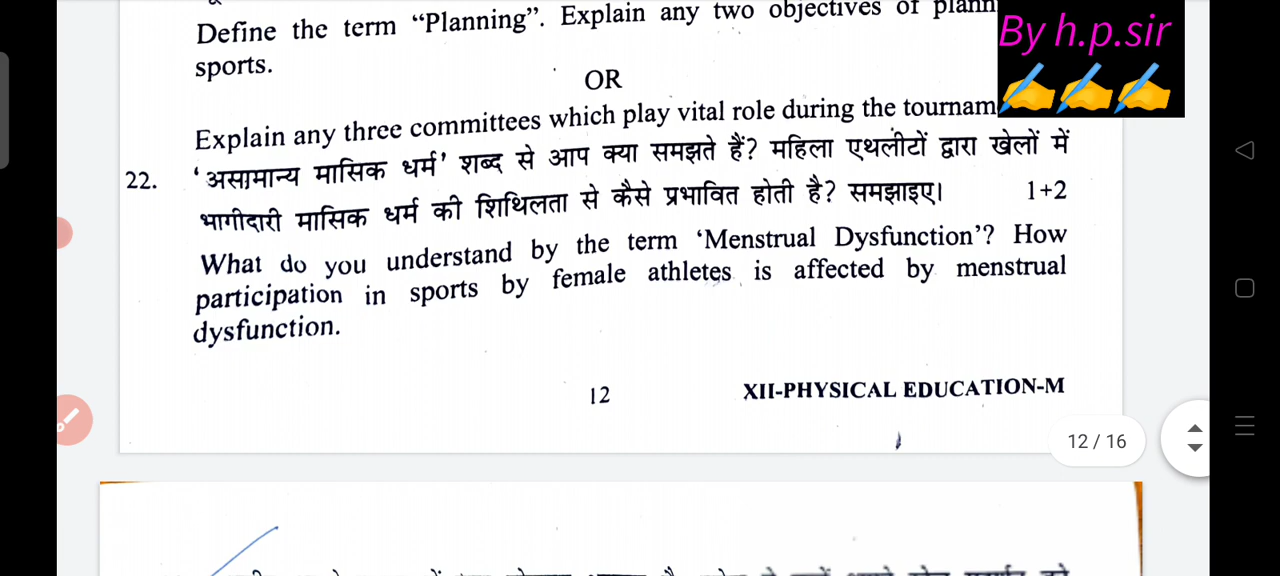 Define the term “Planning”. Explain any two objectives of
sports.
OR
Explain any three committees which play vital role during the
By h.p.sir
✍✍✍
22. ‘असामान्य मासिक धर्म’ शब्द से आप क्या समझते हैं? महिला एथलीटों द्वारा खेलों में
भागीदारी मासिक धर्म की शिथिलता से कैसे प्रभावित होती है? समझाइए। 1+2
What do you understand by the term ‘Menstrual Dysfunction’? How
participation in sports by female athletes is affected by menstrual
dysfunction.
12 XII-PHYSICAL EDUCATION-M
12 / 16